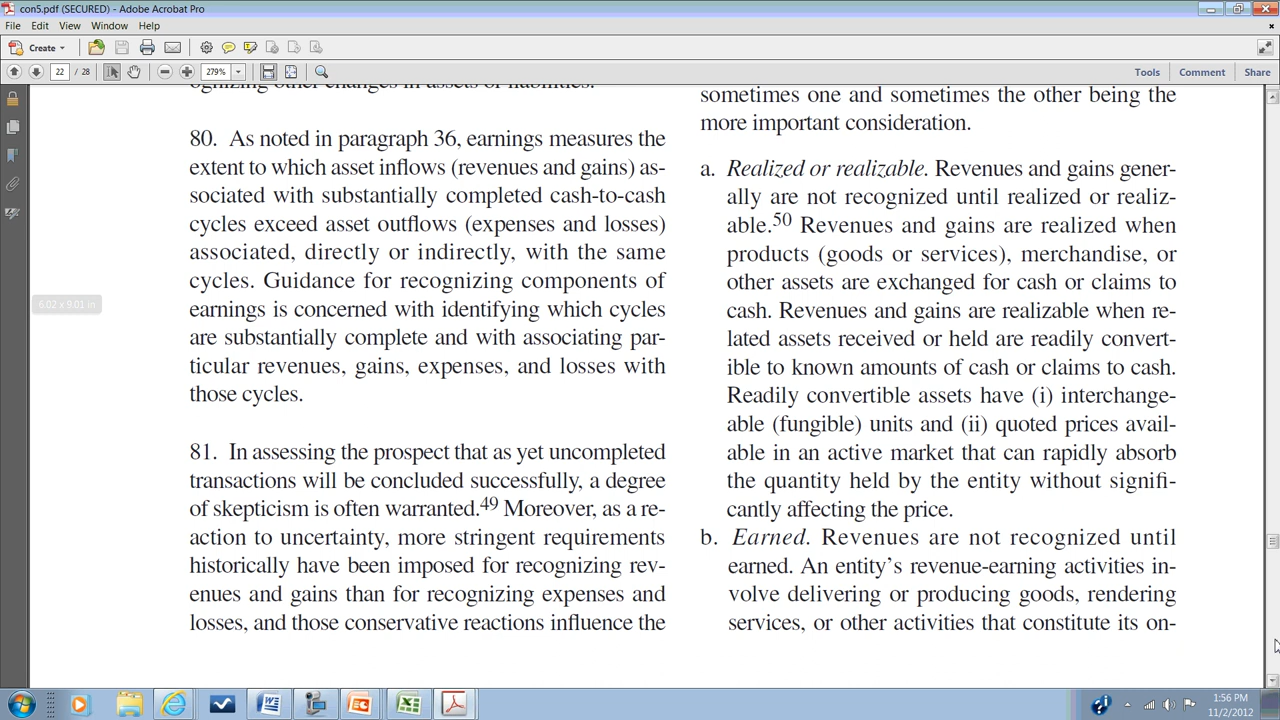 con5.pdf (SECURED) - Adobe Acrobat Pro
File Edit View Window Help
Create
22 / 28 279% Tools Comment Share
ognizing other changes in assets or liabilities.
80. As noted in paragraph 36, earnings measures the
extent to which asset inflows (revenues and gains) as-
sociated with substantially completed cash-to-cash
cycles exceed asset outflows (expenses and losses)
associated, directly or indirectly, with the same
cycles. Guidance for recognizing components of
earnings is concerned with identifying which cycles
are substantially complete and with associating par-
ticular revenues, gains, expenses, and losses with
those cycles.
81. In assessing the prospect that as yet uncompleted
transactions will be concluded successfully, a degree
of skepticism is often warranted.49 Moreover, as a re-
action to uncertainty, more stringent requirements
historically have been imposed for recognizing rev-
enues and gains than for recognizing expenses and
losses, and those conservative reactions influence the
sometimes one and sometimes the other being the
more important consideration.
a. Realized or realizable. Revenues and gains gener-
ally are not recognized until realized or realiz-
able.50 Revenues and gains are realized when
products (goods or services), merchandise, or
other assets are exchanged for cash or claims to
cash. Revenues and gains are realizable when re-
lated assets received or held are readily convert-
ible to known amounts of cash or claims to cash.
Readily convertible assets have (i) interchange-
able (fungible) units and (ii) quoted prices avail-
able in an active market that can rapidly absorb
the quantity held by the entity without signifi-
cantly affecting the price.
b. Earned. Revenues are not recognized until
earned. An entity's revenue-earning activities in-
volve delivering or producing goods, rendering
services, or other activities that constitute its on-
6.02 x 9.01 in
1:56 PM
11/2/2012